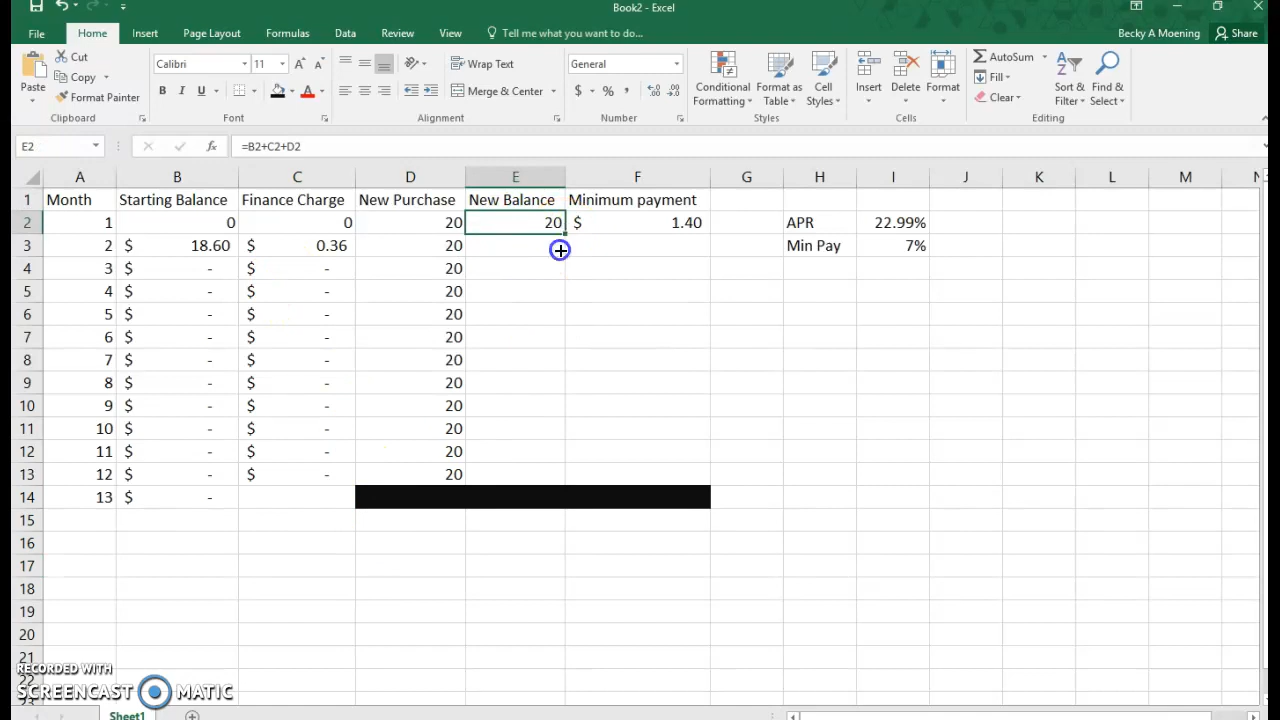 Book2 - Excel
File Home Insert Page Layout Formulas Data Review View Tell me what you want to do... Becky A Moening Share
Cut Calibri 11 A A Wrap Text General AutoSum
Copy Fill
Paste Format Painter B I U A Merge & Center $ % , Conditional Formatting Format as Table Cell Styles Insert Delete Format Clear Sort & Filter Find & Select
Clipboard Font Alignment Number Styles Cells Editing
E2 fx =B2+C2+D2
A B C D E F G H I J K L M N
1 Month Starting Balance Finance Charge New Purchase New Balance Minimum payment
2 1 0 0 20 20 $ 1.40 APR 22.99%
3 2 $ 18.60 $ 0.36 20 Min Pay 7%
4 3 $ - $ - 20
5 4 $ - $ - 20
6 5 $ - $ - 20
7 6 $ - $ - 20
8 7 $ - $ - 20
9 8 $ - $ - 20
10 9 $ - $ - 20
11 10 $ - $ - 20
12 11 $ - $ - 20
13 12 $ - $ - 20
14 13 $ -
15
16
17
18
19
20
21
RECORDED WITH
22
SCREENCAST MATIC
23
Sheet1